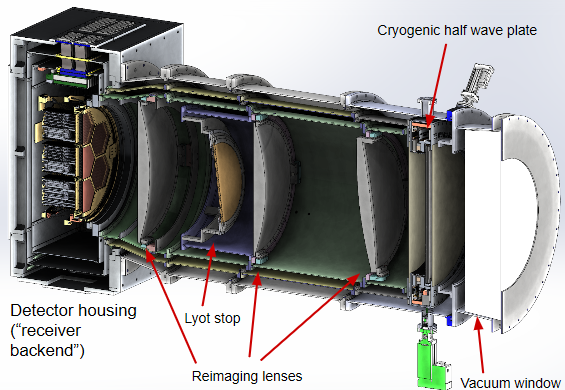 Cryogenic half wave plate
Detector housing
(“receiver
backend”)
Lyot stop
Reimaging lenses
Vacuum window